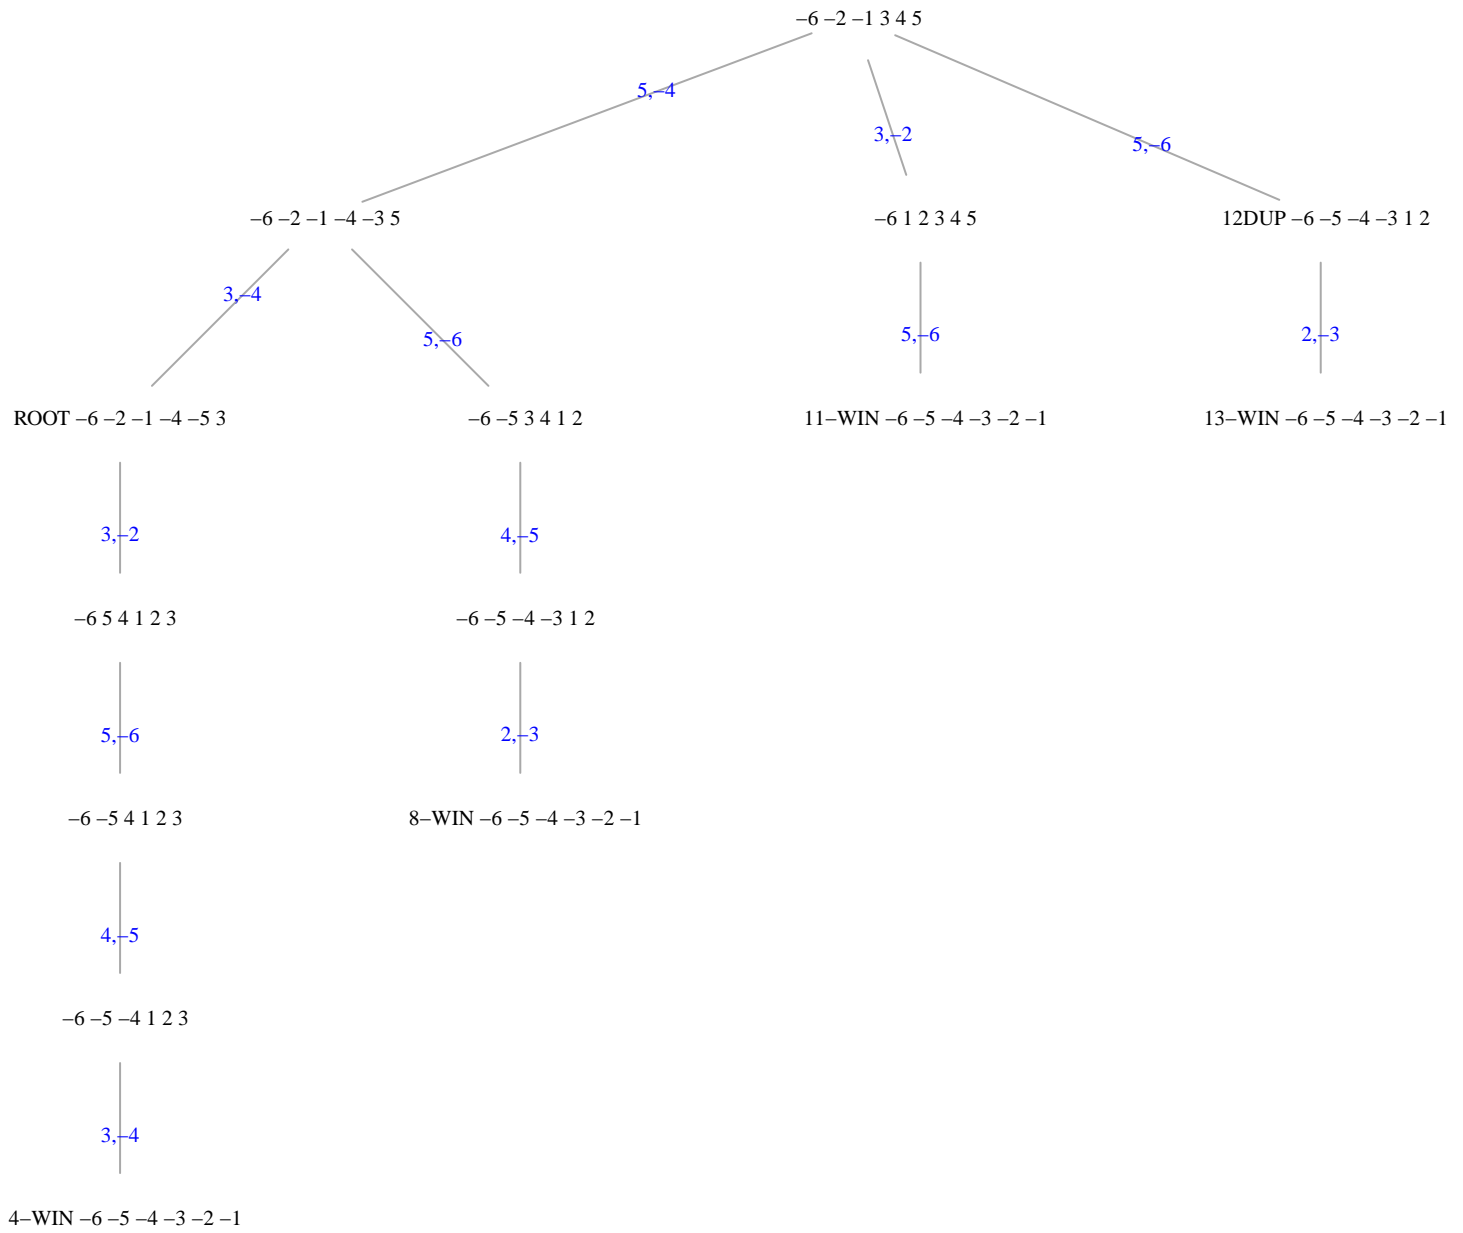 –6 –2 –1 3 4 5
5,–4
3,–2
5,–6
–6 –2 –1 –4 –3 5
–6 1 2 3 4 5
12DUP –6 –5 –4 –3 1 2
3,–4
5,–6
5,–6
2,–3
ROOT –6 –2 –1 –4 –5 3
–6 –5 3 4 1 2
11–WIN –6 –5 –4 –3 –2 –1
13–WIN –6 –5 –4 –3 –2 –1
3,–2
4,–5
–6 5 4 1 2 3
–6 –5 –4 –3 1 2
5,–6
2,–3
–6 –5 4 1 2 3
8–WIN –6 –5 –4 –3 –2 –1
4,–5
–6 –5 –4 1 2 3
3,–4
4–WIN –6 –5 –4 –3 –2 –1